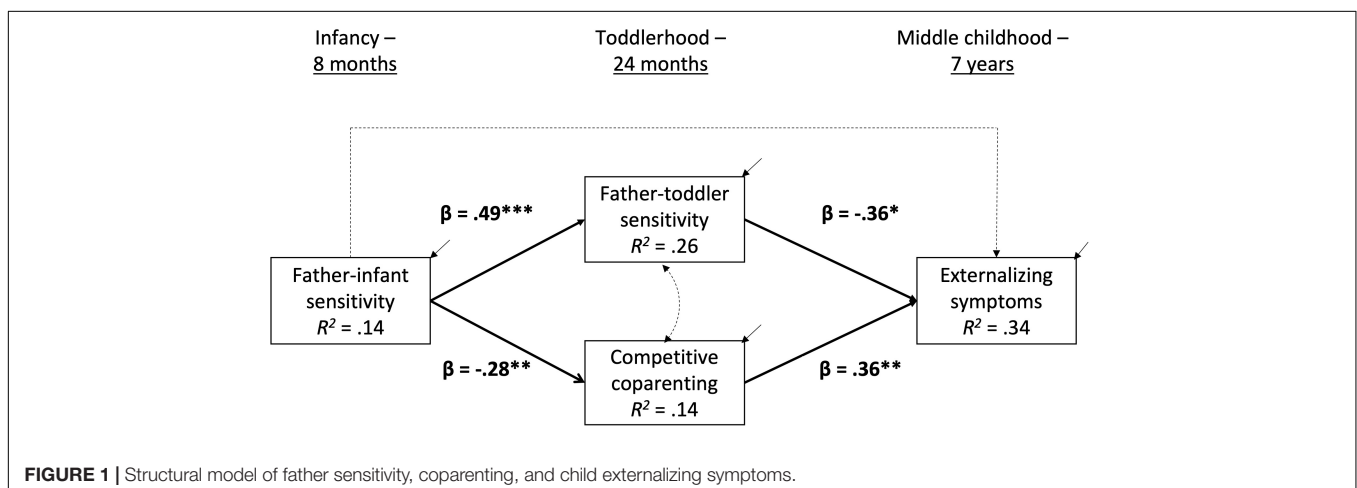 Infancy –
8 months
Toddlerhood –
24 months
Middle childhood –
7 years
Father-infant
sensitivity
R² = .14
β = .49***
β = -.28**
Father-toddler
sensitivity
R² = .26
Competitive
coparenting
R² = .14
β = -.36*
β = .36**
Externalizing
symptoms
R² = .34
FIGURE 1 | Structural model of father sensitivity, coparenting, and child externalizing symptoms.